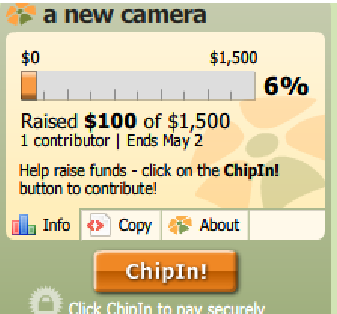 a new camera
$0 $1,500
6%
Raised $100 of $1,500
1 contributor | Ends May 2
Help raise funds - click on the ChipIn!
button to contribute!
Info Copy About
ChipIn!
Click ChipIn to pay securely